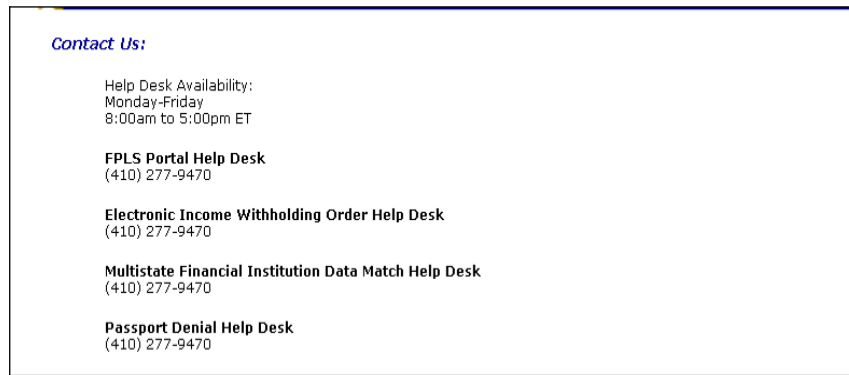 Contact Us:
Help Desk Availability:
Monday-Friday
8:00am to 5:00pm ET
FPLS Portal Help Desk
(410) 277-9470
Electronic Income Withholding Order Help Desk
(410) 277-9470
Multistate Financial Institution Data Match Help Desk
(410) 277-9470
Passport Denial Help Desk
(410) 277-9470